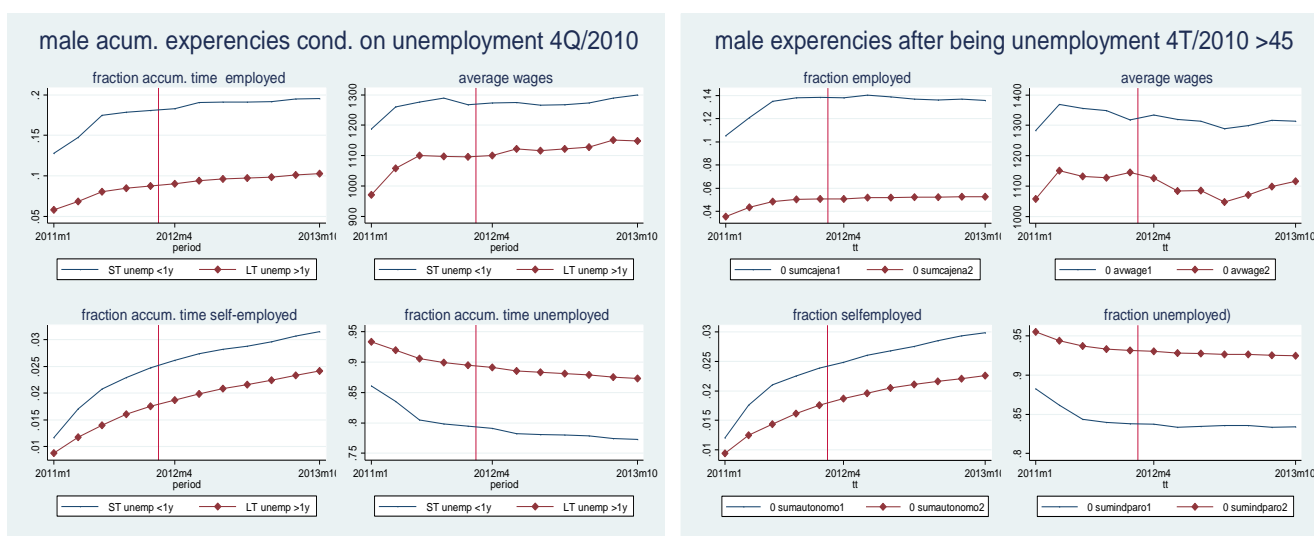 male acum. experencies cond. on unemployment 4Q/2010
fraction accum. time employed
.2
.15
.1
.05
2011m1
2012m4
2013m10
period
ST unemp <1y
LT unemp >1y
average wages
1300
1200
1100
1000
900
2011m1
2012m4
2013m10
period
ST unemp <1y
LT unemp >1y
fraction accum. time self-employed
.03
.025
.02
.015
.01
2011m1
2012m4
2013m10
period
ST unemp <1y
LT unemp >1y
fraction accum. time unemployed
.95
.9
.85
.8
.75
2011m1
2012m4
2013m10
period
ST unemp <1y
LT unemp >1y
male experencies after being unemployment 4T/2010 >45
fraction employed
.14
.12
.1
.08
.06
.04
2011m1
2012m4
2013m10
tt
0 sumcajena1
0 sumcajena2
average wages
1400
1300
1200
1100
1000
2011m1
2012m4
2013m10
tt
0 avwage1
0 avwage2
fraction selfemployed
.03
.025
.02
.015
.01
2011m1
2012m4
2013m10
tt
0 sumautonomo1
0 sumautonomo2
fraction unemployed)
.95
.9
.85
.8
2011m1
2012m4
2013m10
tt
0 sumindparo1
0 sumindparo2